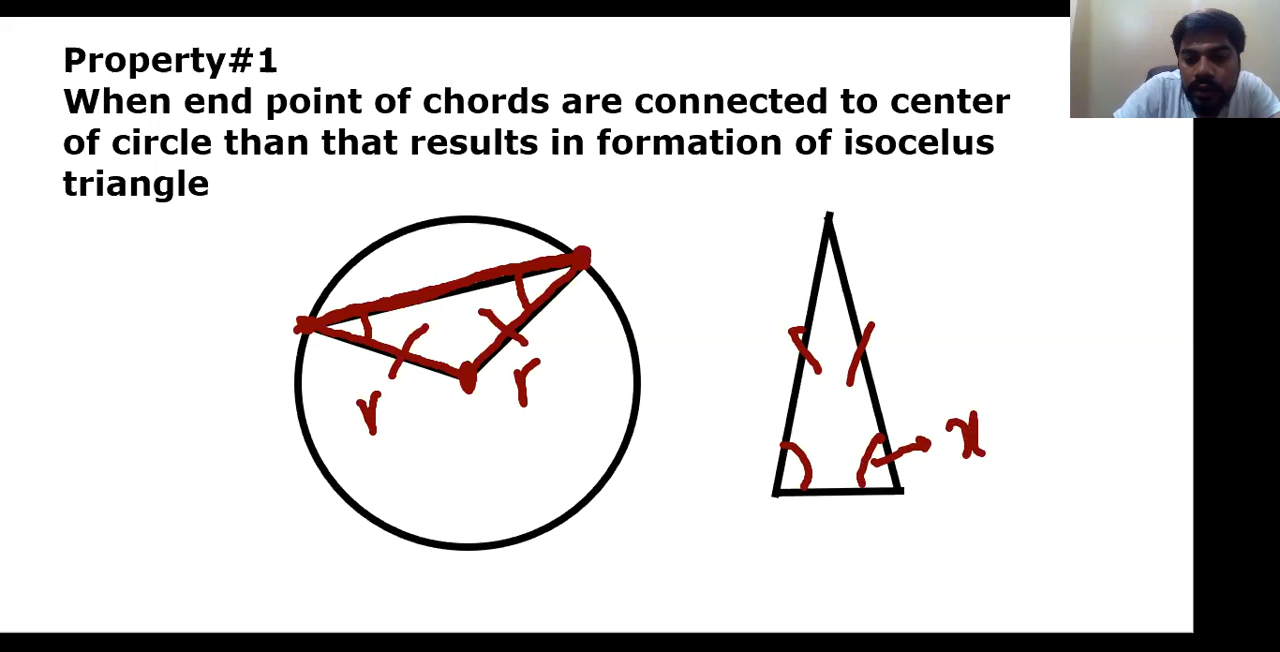 Property#1
When end point of chords are connected to center
of circle than that results in formation of isocelus
triangle
r
r
x